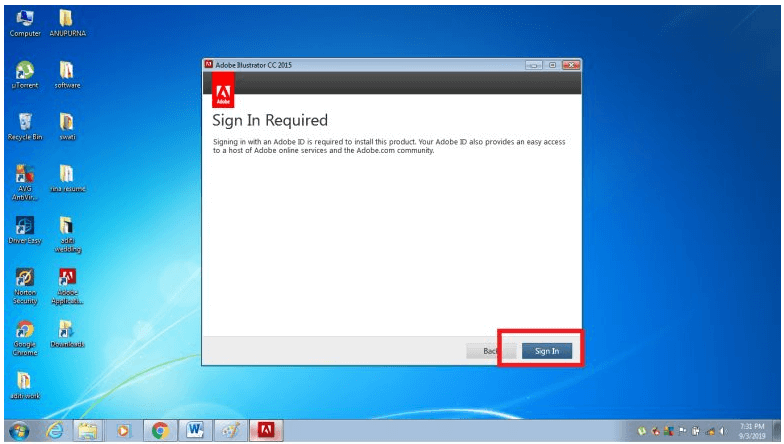 Computer
ANUPURNA
uTorrent
software
Recycle Bin
swati
AVG
AntiVir...
rina resume
Driver Easy
aditi
wedding
Norton
Security
Adobe
Applicati...
Google
Chrome
Downloads
aditi work
Adobe Illustrator CC 2015
Adobe
Sign In Required
Signing in with an Adobe ID is required to install this product. Your Adobe ID also provides an easy access
to a host of Adobe online services and the Adobe.com community.
Back
Sign In
7:31 PM
9/3/2019